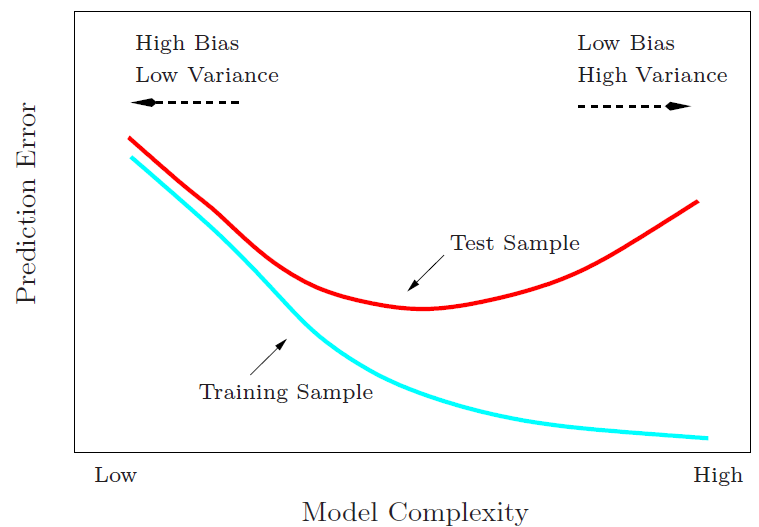 High Bias
Low Variance
Low Bias
High Variance
Prediction Error
Test Sample
Training Sample
Low
High
Model Complexity